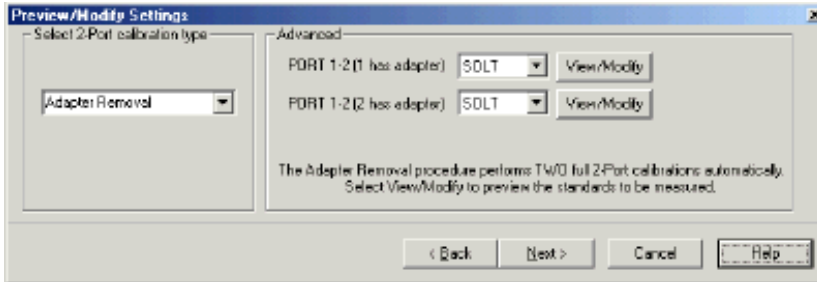 Preview/Modify Settings
Select 2-Port calibration type
Adapter Removal
Advanced
PORT 1-2 (1 has adapter) SOLT View/Modify
PORT 1-2 (2 has adapter) SOLT View/Modify
The Adapter Removal procedure performs TWO full 2-Port calibrations automatically.
Select View/Modify to preview the standards to be measured.
< Back Next > Cancel Help